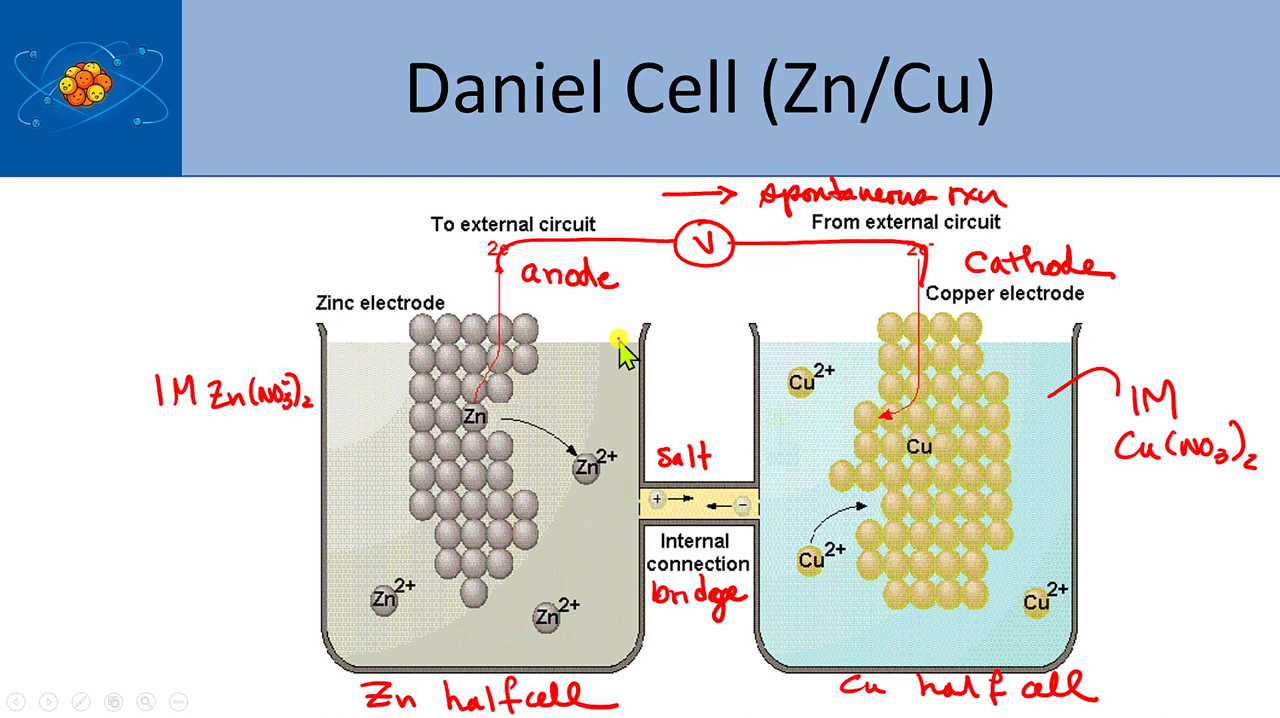 Daniel Cell (Zn/Cu)
→ spontaneous rxn
To external circuit
From external circuit
2e⁻
V
2e⁻
anode
cathode
Zinc electrode
Copper electrode
1M Zn(NO₃⁻)₂
1M
Cu(NO₃)₂
Zn
Zn²⁺
Zn²⁺
Zn²⁺
Cu²⁺
Cu
Cu²⁺
Cu²⁺
salt
+ → ← −
Internal
connection
bridge
Zn half cell
Cu half cell